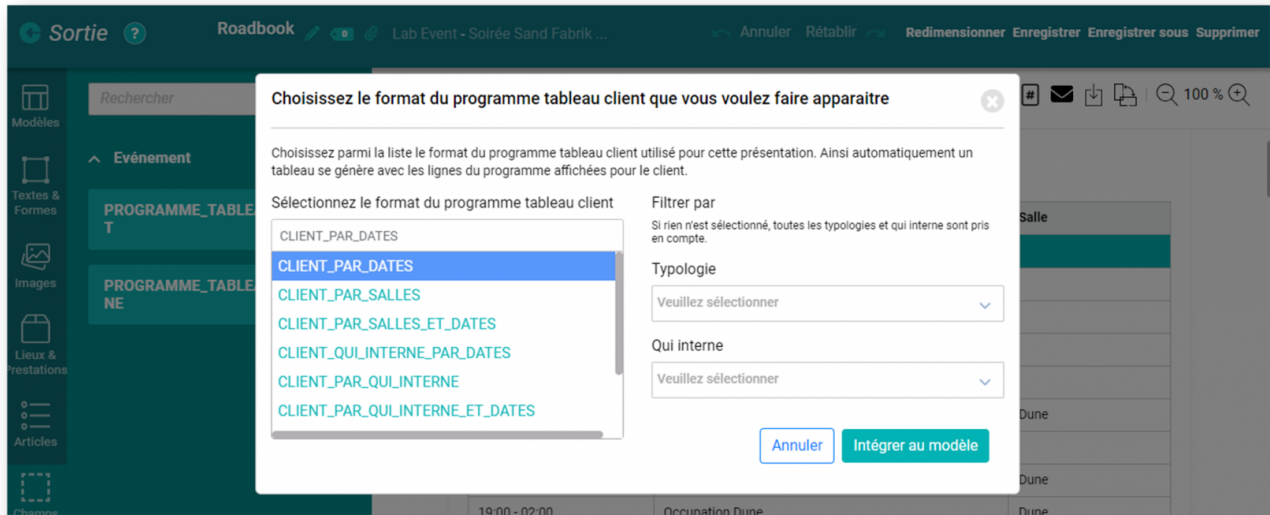 Sortie ?
Roadbook 0 Lab Event - Soirée Sand Fabrik ...
Annuler Rétablir Redimensionner Enregistrer Enregistrer sous Supprimer
Modèles
Textes &
Formes
Images
Lieux &
Prestations
Articles
Champs
Rechercher
Evénement
PROGRAMME_TABLE
T
PROGRAMME_TABLE
NE
# 100 %
Choisissez le format du programme tableau client que vous voulez faire apparaitre
Choisissez parmi la liste le format du programme tableau client utilisé pour cette présentation. Ainsi automatiquement un
tableau se génère avec les lignes du programme affichées pour le client.
Sélectionnez le format du programme tableau client
CLIENT_PAR_DATES
CLIENT_PAR_DATES
CLIENT_PAR_SALLES
CLIENT_PAR_SALLES_ET_DATES
CLIENT_QUI_INTERNE_PAR_DATES
CLIENT_PAR_QUI_INTERNE
CLIENT_PAR_QUI_INTERNE_ET_DATES
Filtrer par
Si rien n'est sélectionné, toutes les typologies et qui interne sont pris
en compte.
Typologie
Veuillez sélectionner
Qui interne
Veuillez sélectionner
Annuler Intégrer au modèle
Salle
Dune
Dune
19:00 - 02:00 Occupation Dune Dune